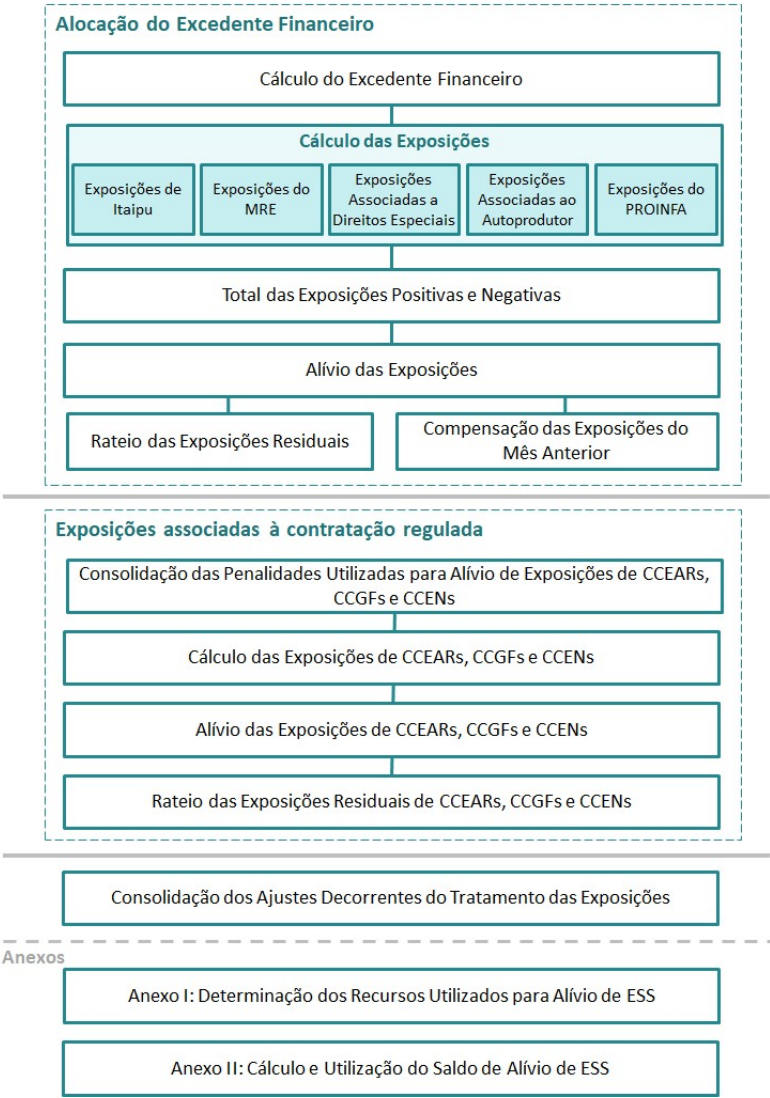 Alocação do Excedente Financeiro
Cálculo do Excedente Financeiro
Cálculo das Exposições
Exposições de
Itaipu
Exposições do
MRE
Exposições
Associadas a
Direitos Especiais
Exposições
Associadas ao
Autoprodutor
Exposições do
PROINFA
Total das Exposições Positivas e Negativas
Alívio das Exposições
Rateio das Exposições Residuais
Compensação das Exposições do
Mês Anterior
Exposições associadas à contratação regulada
Consolidação das Penalidades Utilizadas para Alívio de Exposições de CCEARs,
CCGFs e CCENs
Cálculo das Exposições de CCEARs, CCGFs e CCENs
Alívio das Exposições de CCEARs, CCGFs e CCENs
Rateio das Exposições Residuais de CCEARs, CCGFs e CCENs
Consolidação dos Ajustes Decorrentes do Tratamento das Exposições
Anexos
Anexo I: Determinação dos Recursos Utilizados para Alívio de ESS
Anexo II: Cálculo e Utilização do Saldo de Alívio de ESS